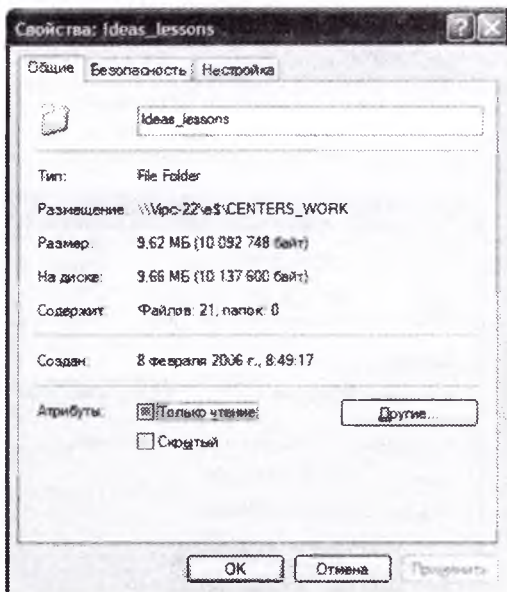 Свойства: Ideas_lessons
Общие Безопасность Настройка
Ideas_lessons
Тип: File Folder
Размещение: \\Vipc-22\e$\CENTERS_WORK
Размер: 9,62 МБ (10 092 748 байт)
На диске: 9,66 МБ (10 137 600 байт)
Содержит: Файлов: 21; папок: 0
Создан: 8 февраля 2006 г., 8:49:17
Атрибуты: Только чтение Другие...
Скрытый
OK Отмена Применить